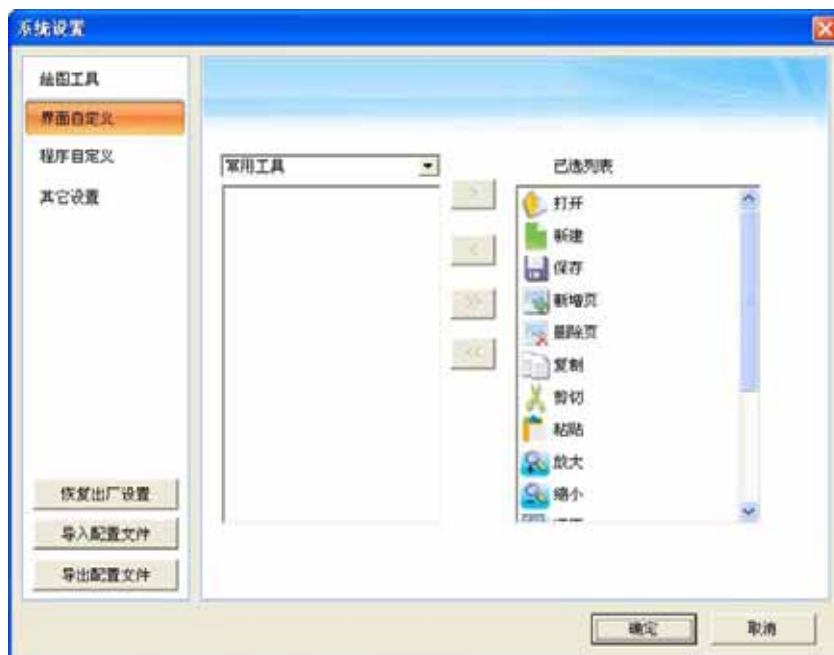 系统设置
绘图工具
界面自定义
程序自定义
其它设置
恢复出厂设置
导入配置文件
导出配置文件
常用工具
>
<
>>
<<
已选列表
打开
新建
保存
新增页
删除页
复制
剪切
粘贴
放大
缩小
确定
取消